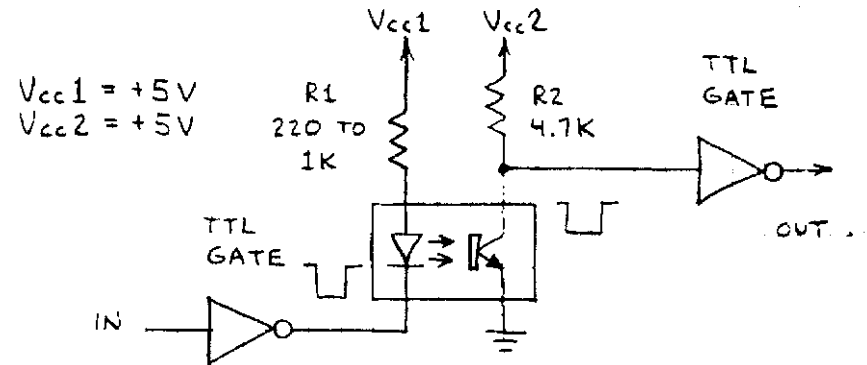 Vcc1
Vcc2
Vcc1 = +5V
Vcc2 = +5V
R1
220 TO
1K
R2
4.7K
TTL
GATE
TTL
GATE
OUT
IN